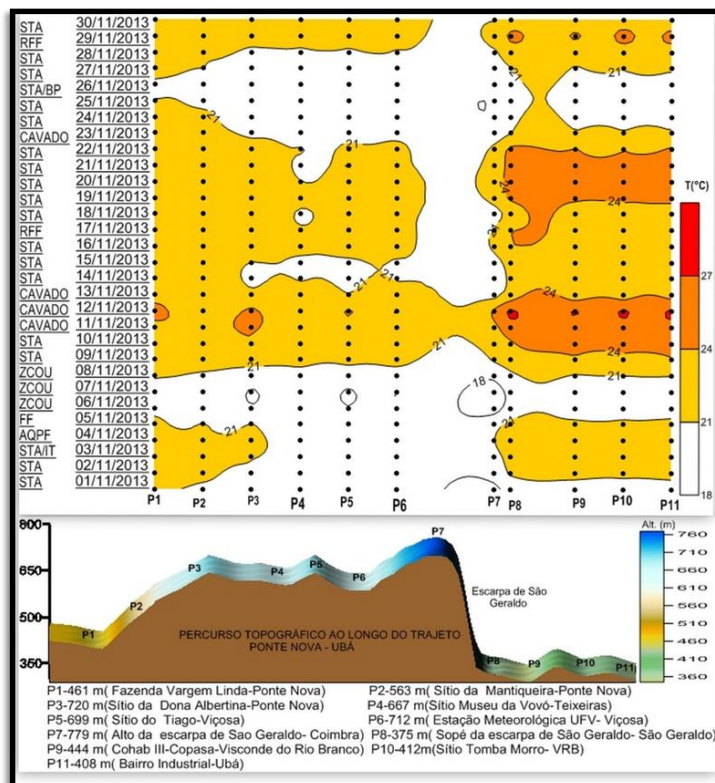 STA 30/11/2013
RFF 29/11/2013
STA 28/11/2013
STA 27/11/2013
STA/BP 26/11/2013
STA 25/11/2013
STA 24/11/2013
CAVADO 23/11/2013
STA 22/11/2013
STA 21/11/2013
STA 20/11/2013
STA 19/11/2013
STA 18/11/2013
RFF 17/11/2013
STA 16/11/2013
STA 15/11/2013
STA 14/11/2013
CAVADO 13/11/2013
CAVADO 12/11/2013
CAVADO 11/11/2013
STA 10/11/2013
STA 09/11/2013
ZCOU 08/11/2013
ZCOU 07/11/2013
ZCOU 06/11/2013
FF 05/11/2013
AQPF 04/11/2013
STA/IT 03/11/2013
STA 02/11/2013
STA 01/11/2013
21
21
21
21
21
24
24
21
21
21
24
21
24
21
21
18
21
21
P1 P2 P3 P4 P5 P6 P7 P8 P9 P10 P11
T(°C)
27
24
21
18
800
650
500
350
P1
P2
P3
P4
P5
P6
P7
P8
P9
P10
P11
Escarpa de São
Geraldo
PERCURSO TOPOGRÁFICO AO LONGO DO TRAJETO
PONTE NOVA - UBÁ
Alt. (m)
760
710
660
610
560
510
460
410
360
P1-461 m( Fazenda Vargem Linda-Ponte Nova) P2-563 m( Sítio da Mantiqueira-Ponte Nova)
P3-720 m( Sítio da Dona Albertina-Ponte Nova) P4-667 m(Sítio Museu da Vovó-Teixeiras)
P5-699 m( Sítio do Tiago-Viçosa) P6-712 m( Estação Meteorológica UFV- Viçosa)
P7-779 m( Alto da escarpa de Sao Geraldo- Coimbra) P8-375 m( Sopé da escarpa de São Geraldo- São Geral)
P9-444 m( Cohab III-Copasa-Visconde do Rio Branco) P10-412m( Sítio Tomba Morro- VRB)
P11-408 m( Bairro Industrial-Ubá)